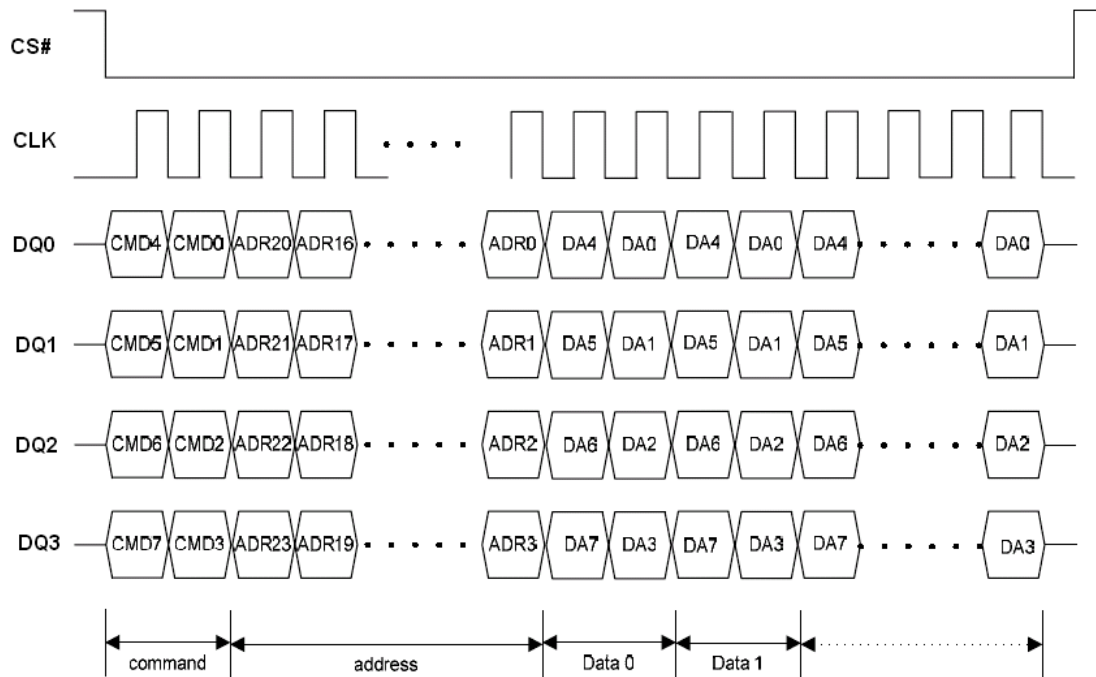 CS#
CLK
DQ0 CMD4 CMD0 ADR20 ADR16 ADR0 DA4 DA0 DA4 DA0 DA4 DA0
DQ1 CMD5 CMD1 ADR21 ADR17 ADR1 DA5 DA1 DA5 DA1 DA5 DA1
DQ2 CMD6 CMD2 ADR22 ADR18 ADR2 DA6 DA2 DA6 DA2 DA6 DA2
DQ3 CMD7 CMD3 ADR23 ADR19 ADR3 DA7 DA3 DA7 DA3 DA7 DA3
command address Data 0 Data 1